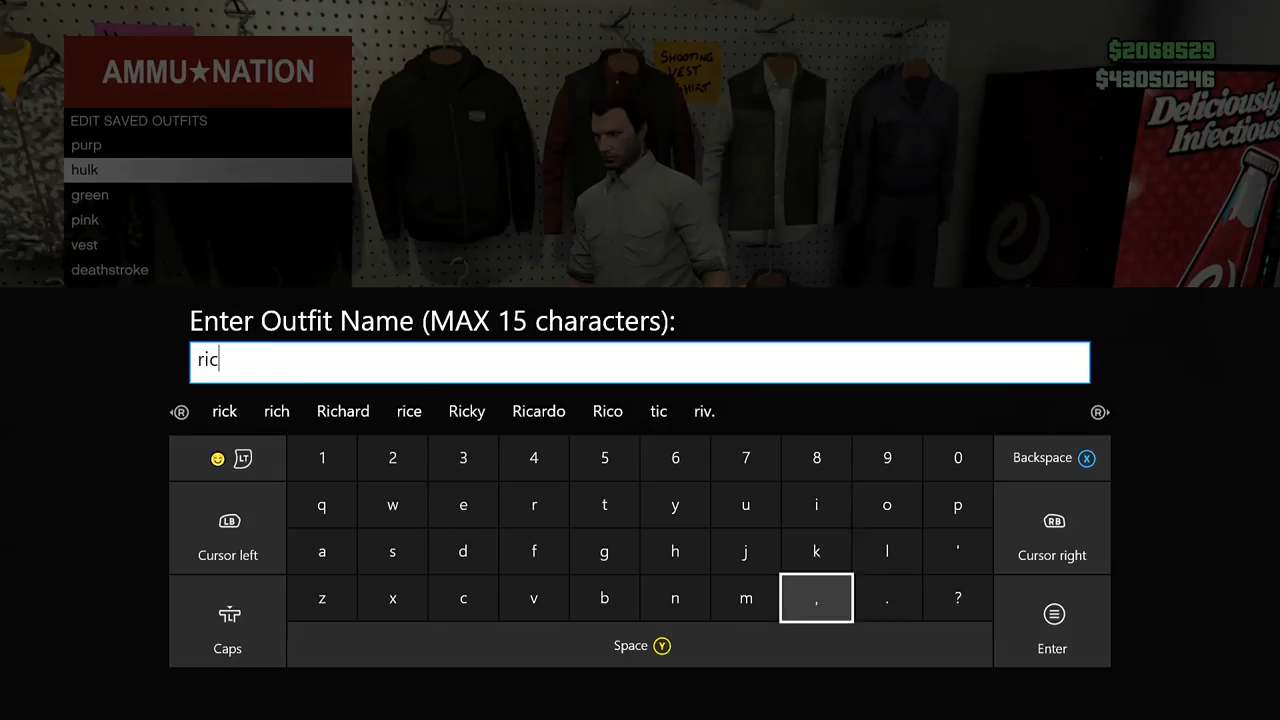 AMMU★NATION
EDIT SAVED OUTFITS
purp
hulk
green
pink
vest
deathstroke
SHOOTING
VEST
$2068529
$43050246
Deliciously
Infectious
Enter Outfit Name (MAX 15 characters):
ric
R rick rich Richard rice Ricky Ricardo Rico tic riv. R
LT 1 2 3 4 5 6 7 8 9 0 Backspace X
LB Cursor left q w e r t y u i o p RB Cursor right
a s d f g h j k l '
LT Caps z x c v b n m , . ? Enter
Space Y